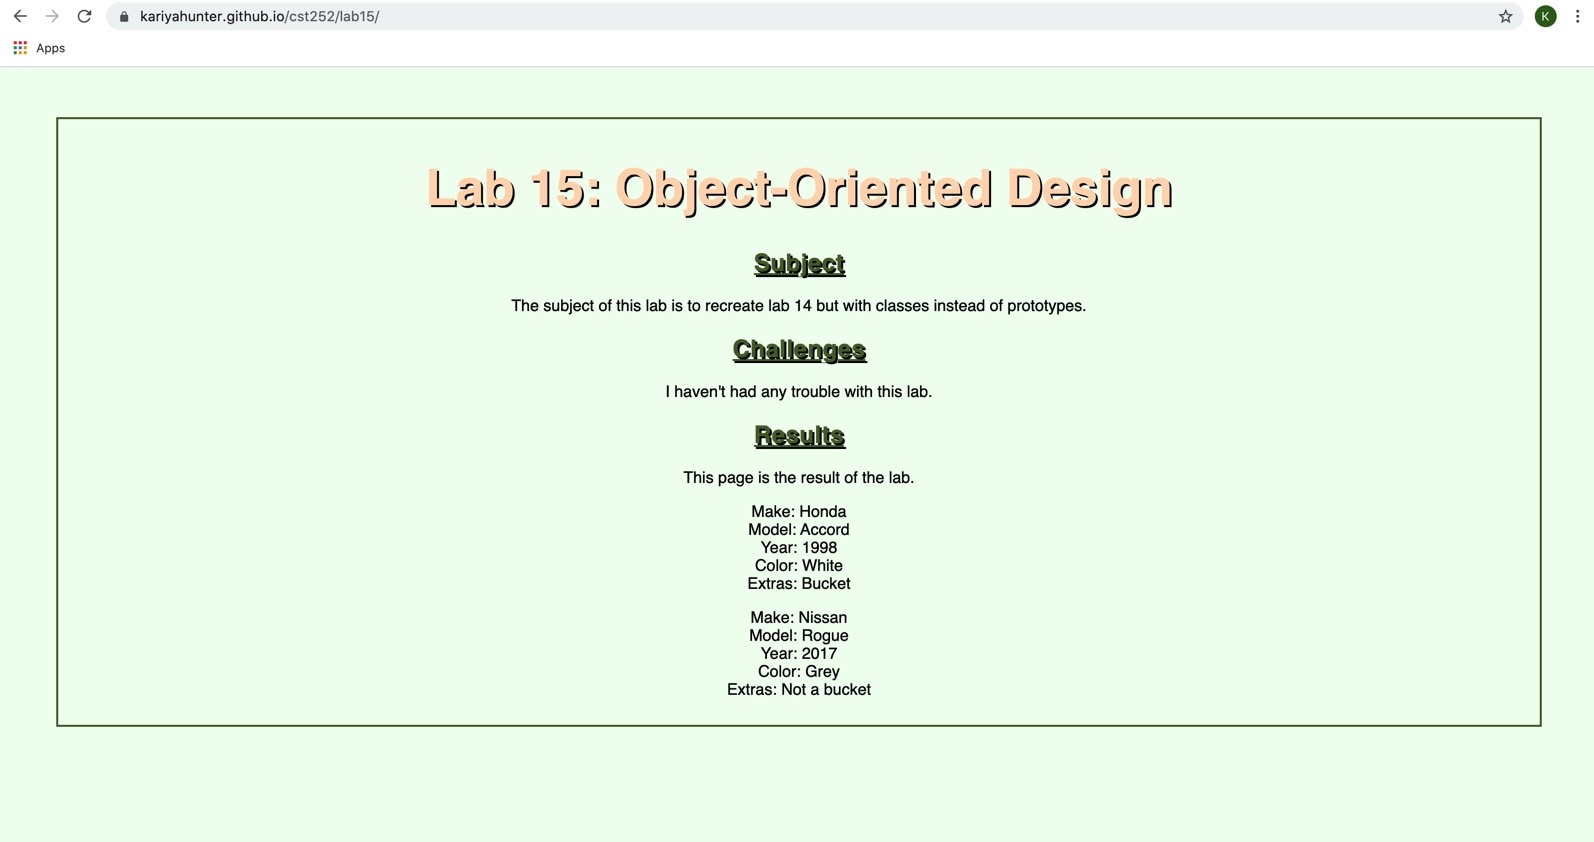 kariyahunter.github.io/cst252/lab15/
K
Apps
Lab 15: Object-Oriented Design
Subject
The subject of this lab is to recreate lab 14 but with classes instead of prototypes.
Challenges
I haven't had any trouble with this lab.
Results
This page is the result of the lab.
Make: Honda
Model: Accord
Year: 1998
Color: White
Extras: Bucket
Make: Nissan
Model: Rogue
Year: 2017
Color: Grey
Extras: Not a bucket